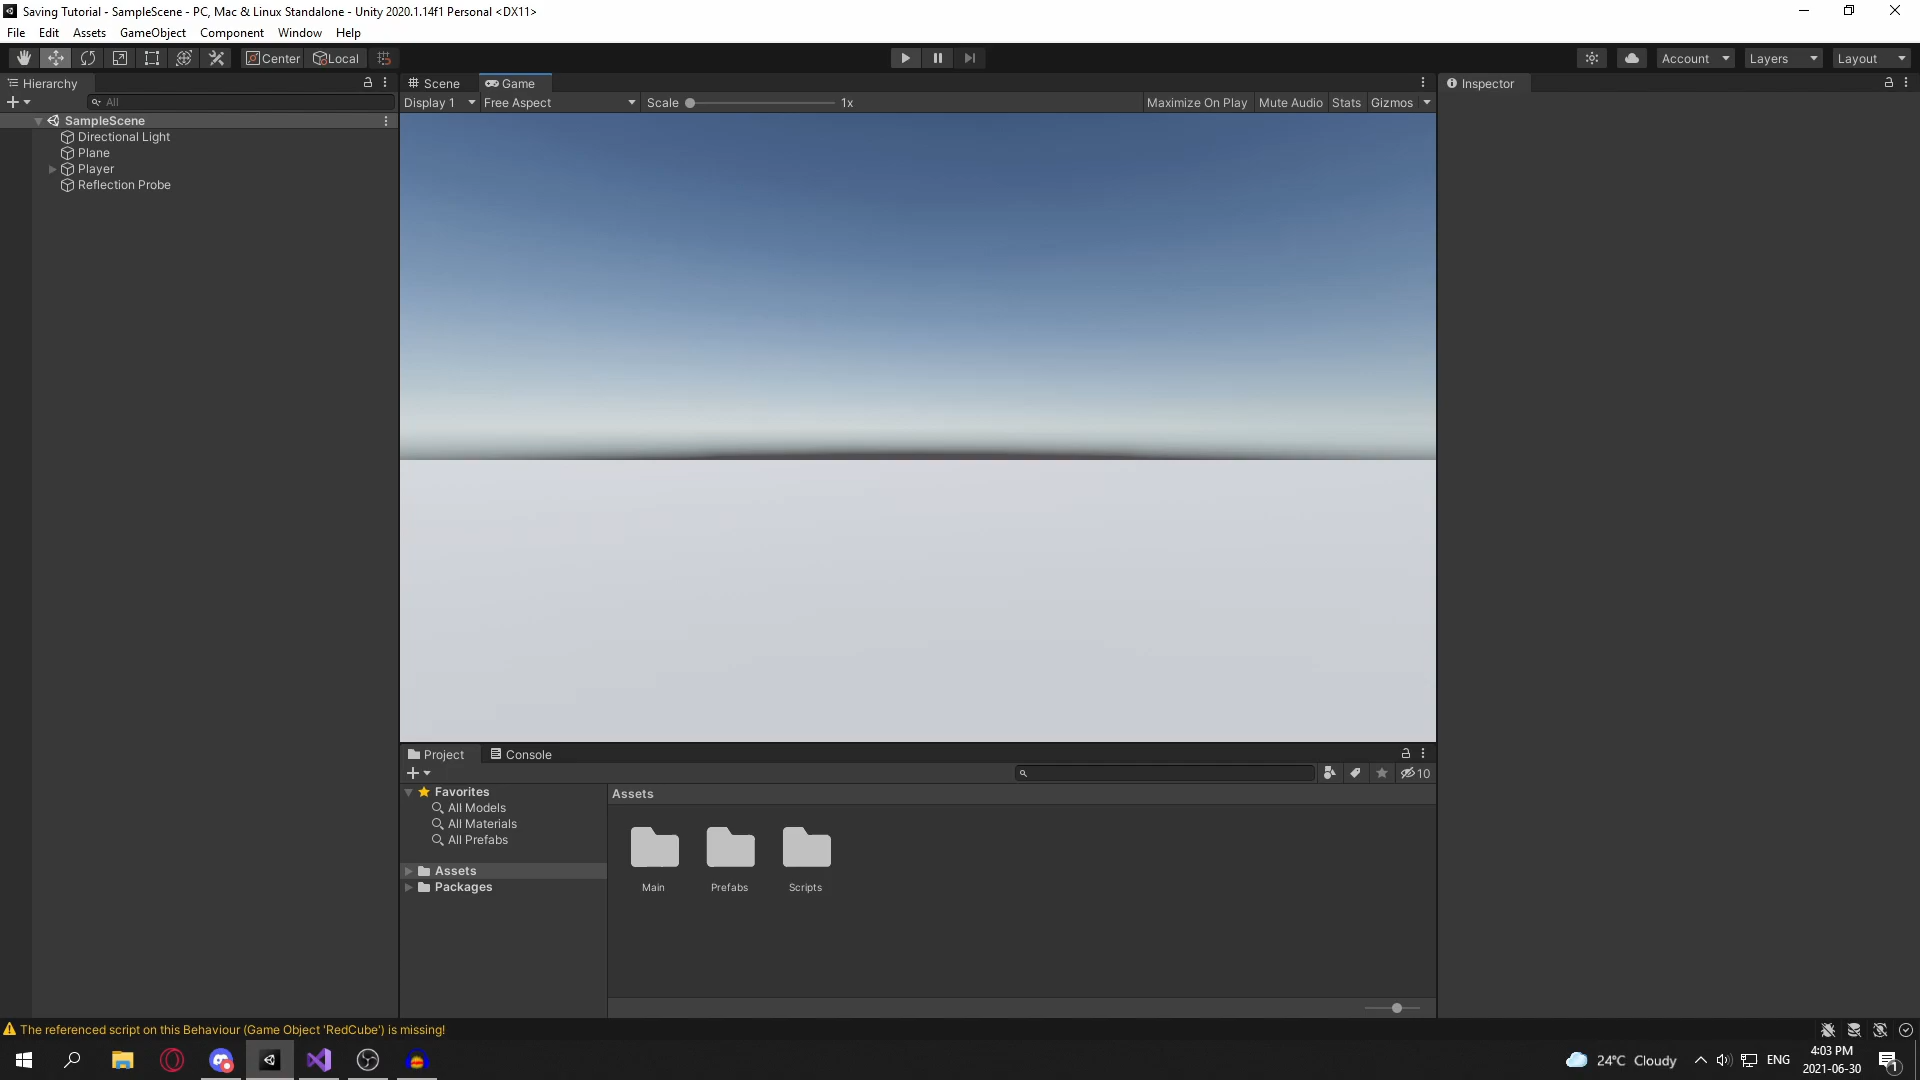 Saving Tutorial - SampleScene - PC, Mac & Linux Standalone - Unity 2020.1.14f1 Personal <DX11>
File Edit Assets GameObject Component Window Help
Center Local Account Layers Layout
Hierarchy
All
SampleScene
Directional Light
Plane
Player
Reflection Probe
Scene Game
Display 1 Free Aspect Scale 1x Maximize On Play Mute Audio Stats Gizmos
Inspector
Project Console
10
Favorites
All Models
All Materials
All Prefabs
Assets
Packages
Assets
Main Prefabs Scripts
The referenced script on this Behaviour (Game Object 'RedCube') is missing!
24°C Cloudy ENG
4:03 PM
2021-06-30
1